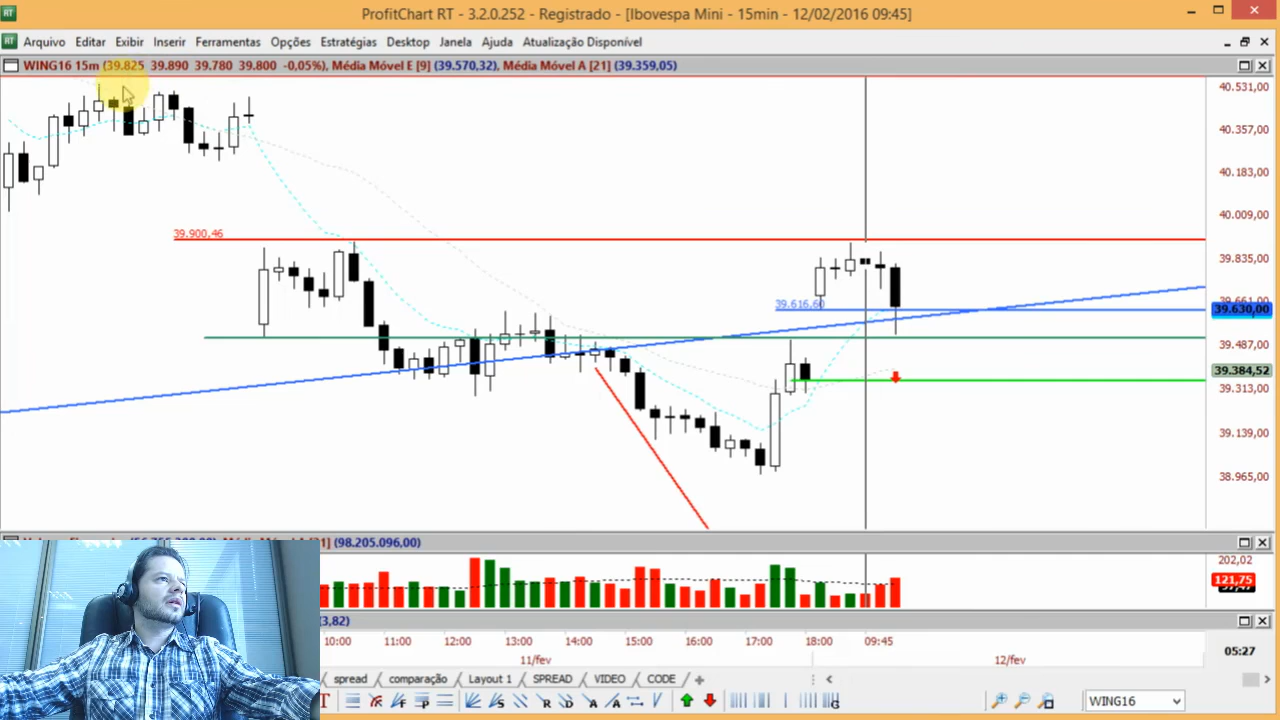 ProfitChart RT - 3.2.0.252 - Registrado - [Ibovespa Mini - 15min - 12/02/2016 09:45]
RT Arquivo Editar Exibir Inserir Ferramentas Opções Estratégias Desktop Janela Ajuda Atualização Disponível
WING16 15m (39.825 39.890 39.780 39.800 -0,05%), Média Móvel E [9] (39.570,32), Média Móvel A [21] (39.359,05)
40.531,00
40.357,00
40.183,00
40.009,00
39.900,46
39.835,00
39.616,60
39.661,00
39.630,00
39.487,00
39.384,52
39.313,00
39.139,00
38.965,00
(98.205.096,00)
202,02
121,75
(3,82)
10:00 11:00 12:00 13:00 14:00 15:00 16:00 17:00 18:00 09:45
11/fev 12/fev
05:27
spread comparação Layout 1 SPREAD VIDEO CODE
WING16